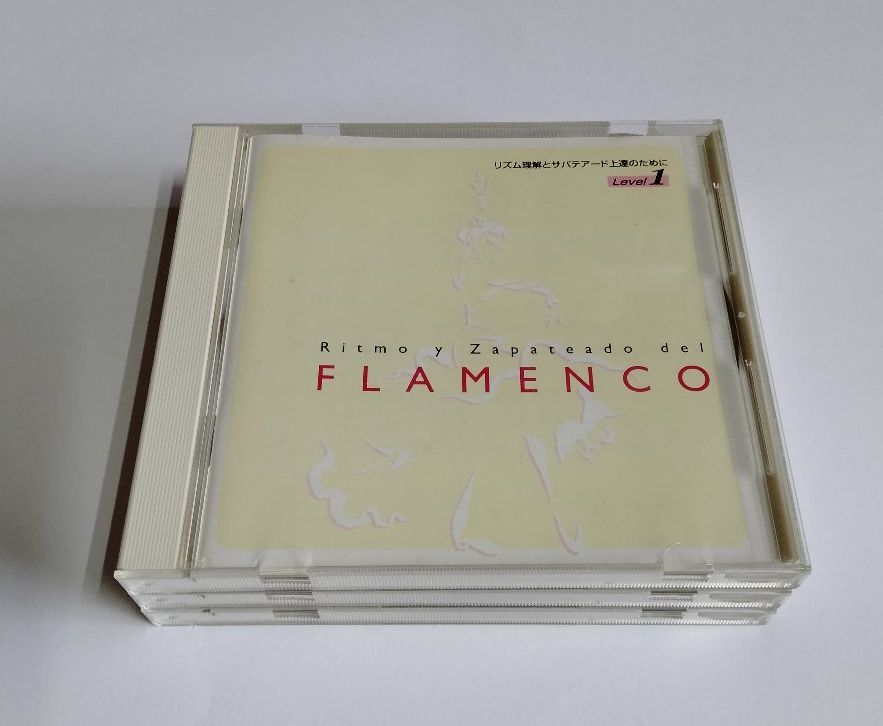 リズム理解とサパテアード上達のために
Level 1
Ritmo y Zapateado del
FLAMENCO